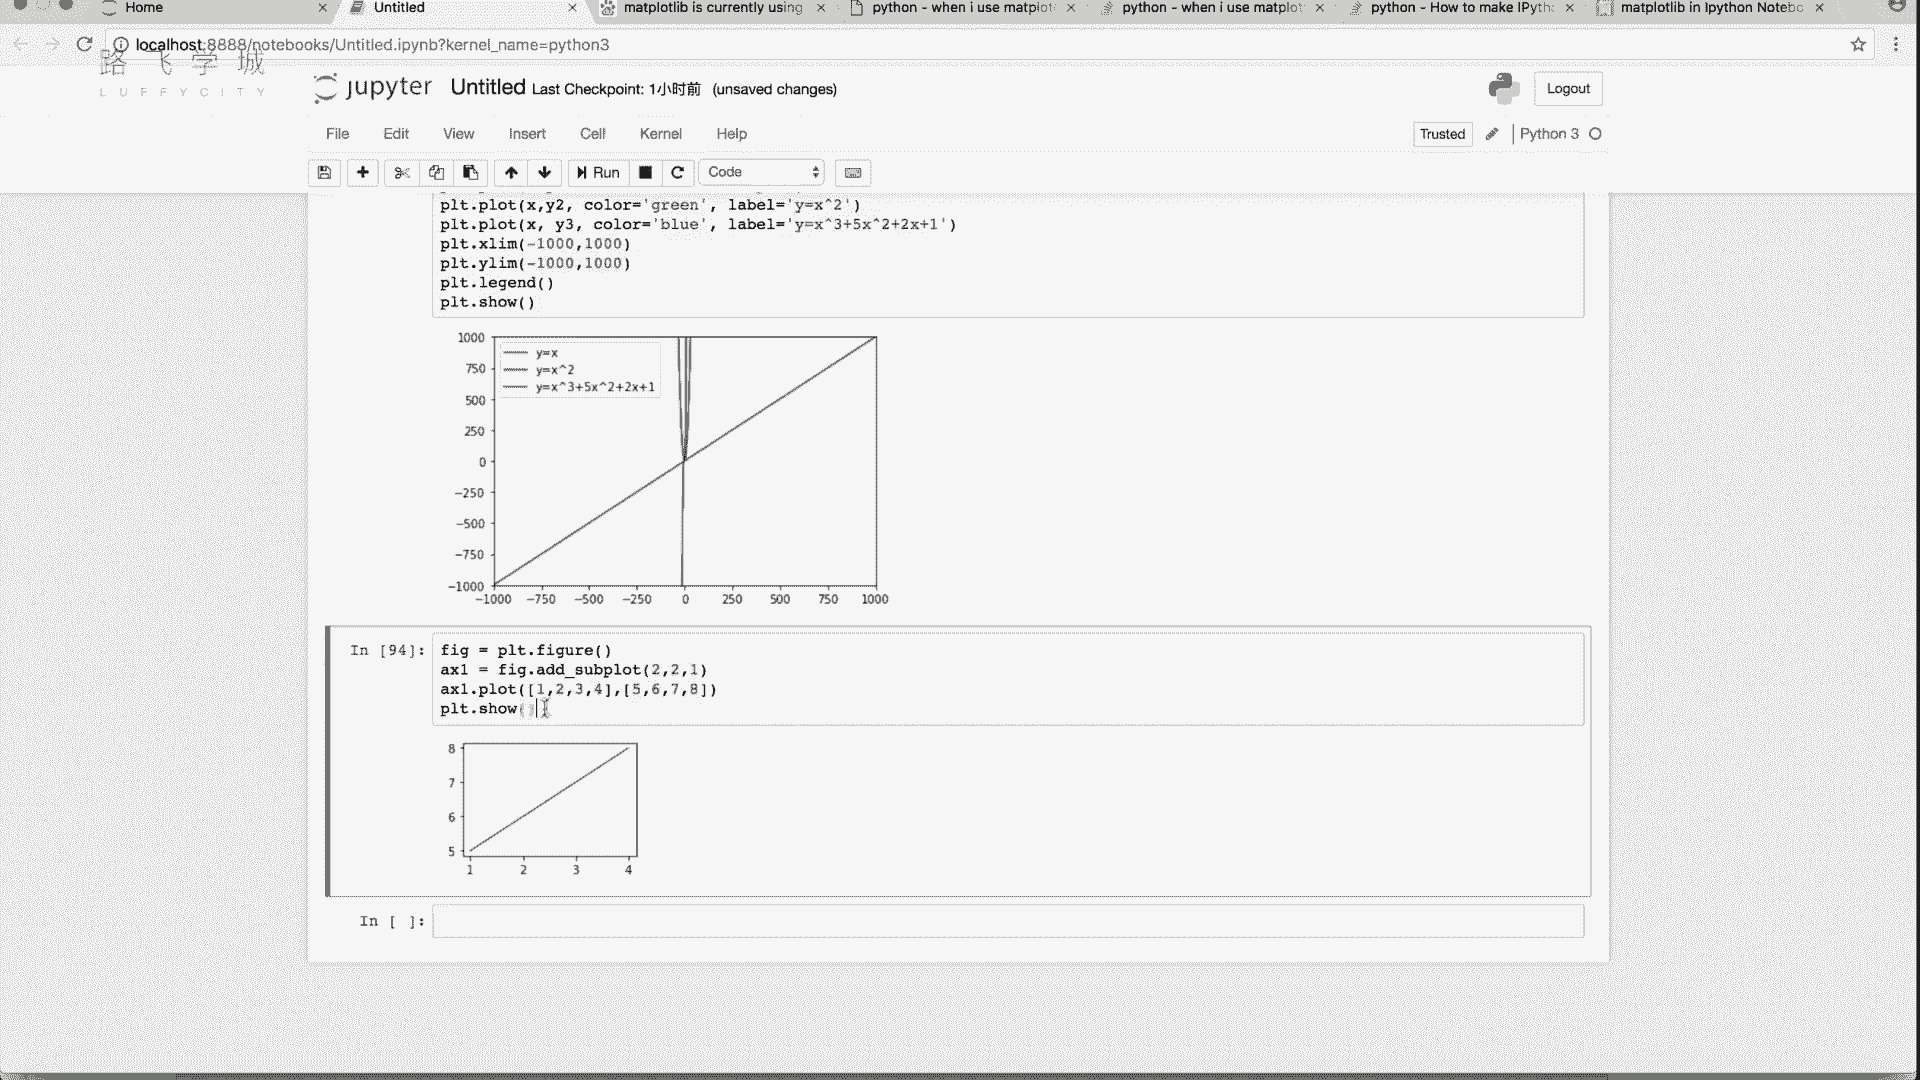 Home
Untitled
matplotlib is currently using
python - when i use matplot
python - when i use matplot
python - How to make IPyth
matplotlib in Ipython Notebo
localhost:8888/notebooks/Untitled.ipynb?kernel_name=python3
路飞学城
LUFFYCITY
jupyter Untitled Last Checkpoint: 1小时前 (unsaved changes)
Logout
File Edit View Insert Cell Kernel Help
Trusted
Python 3
Run
Code
plt.plot(x,y2, color='green', label='y=x^2')
plt.plot(x, y3, color='blue', label='y=x^3+5x^2+2x+1')
plt.xlim(-1000,1000)
plt.ylim(-1000,1000)
plt.legend()
plt.show()
1000
750
500
250
0
−250
−500
−750
−1000
y=x
y=x^2
y=x^3+5x^2+2x+1
−1000 −750 −500 −250 0 250 500 750 1000
In [94]:
fig = plt.figure()
ax1 = fig.add_subplot(2,2,1)
ax1.plot([1,2,3,4],[5,6,7,8])
plt.show()
8
7
6
5
1 2 3 4
In [ ]: